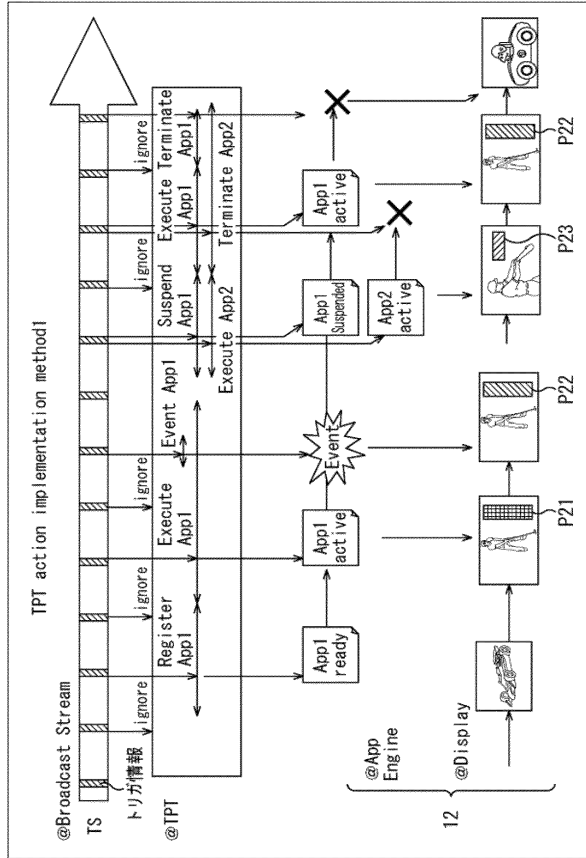 TPT action implementation method1
@Broadcast Stream
TS
トリガ情報
ignore
ignore
ignore
ignore
ignore
@TPT
Register
App1
Execute
App1
Event App1
Suspend
App1
Execute
App1
Terminate
App1
Execute App2
Terminate App2
App1
ready
App1
active
Event
App1
Suspended
App2
active
App1
active
@App
Engine
@Display
12
P21
P22
P23
P22